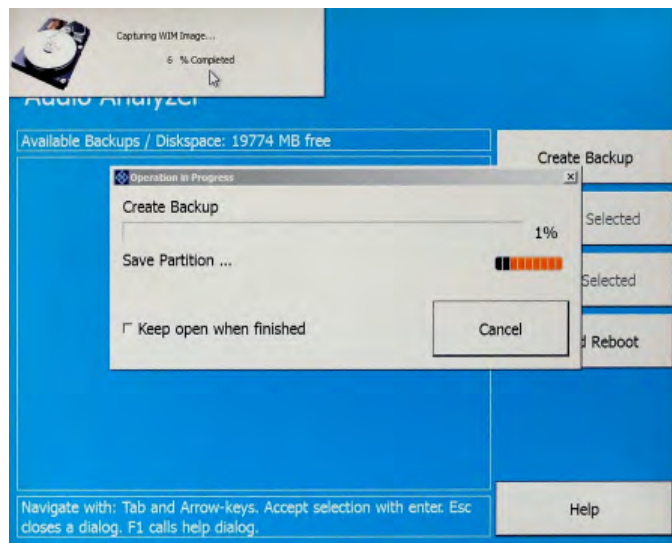 Capturing WIM Image...
6 % Completed
Audio Analyzer
Available Backups / Diskspace: 19774 MB free
Create Backup
Operation in Progress
Create Backup
1%
Selected
Save Partition ...
Selected
Keep open when finished
Cancel
Reboot
Navigate with: Tab and Arrow-keys. Accept selection with enter. Esc
closes a dialog. F1 calls help dialog.
Help